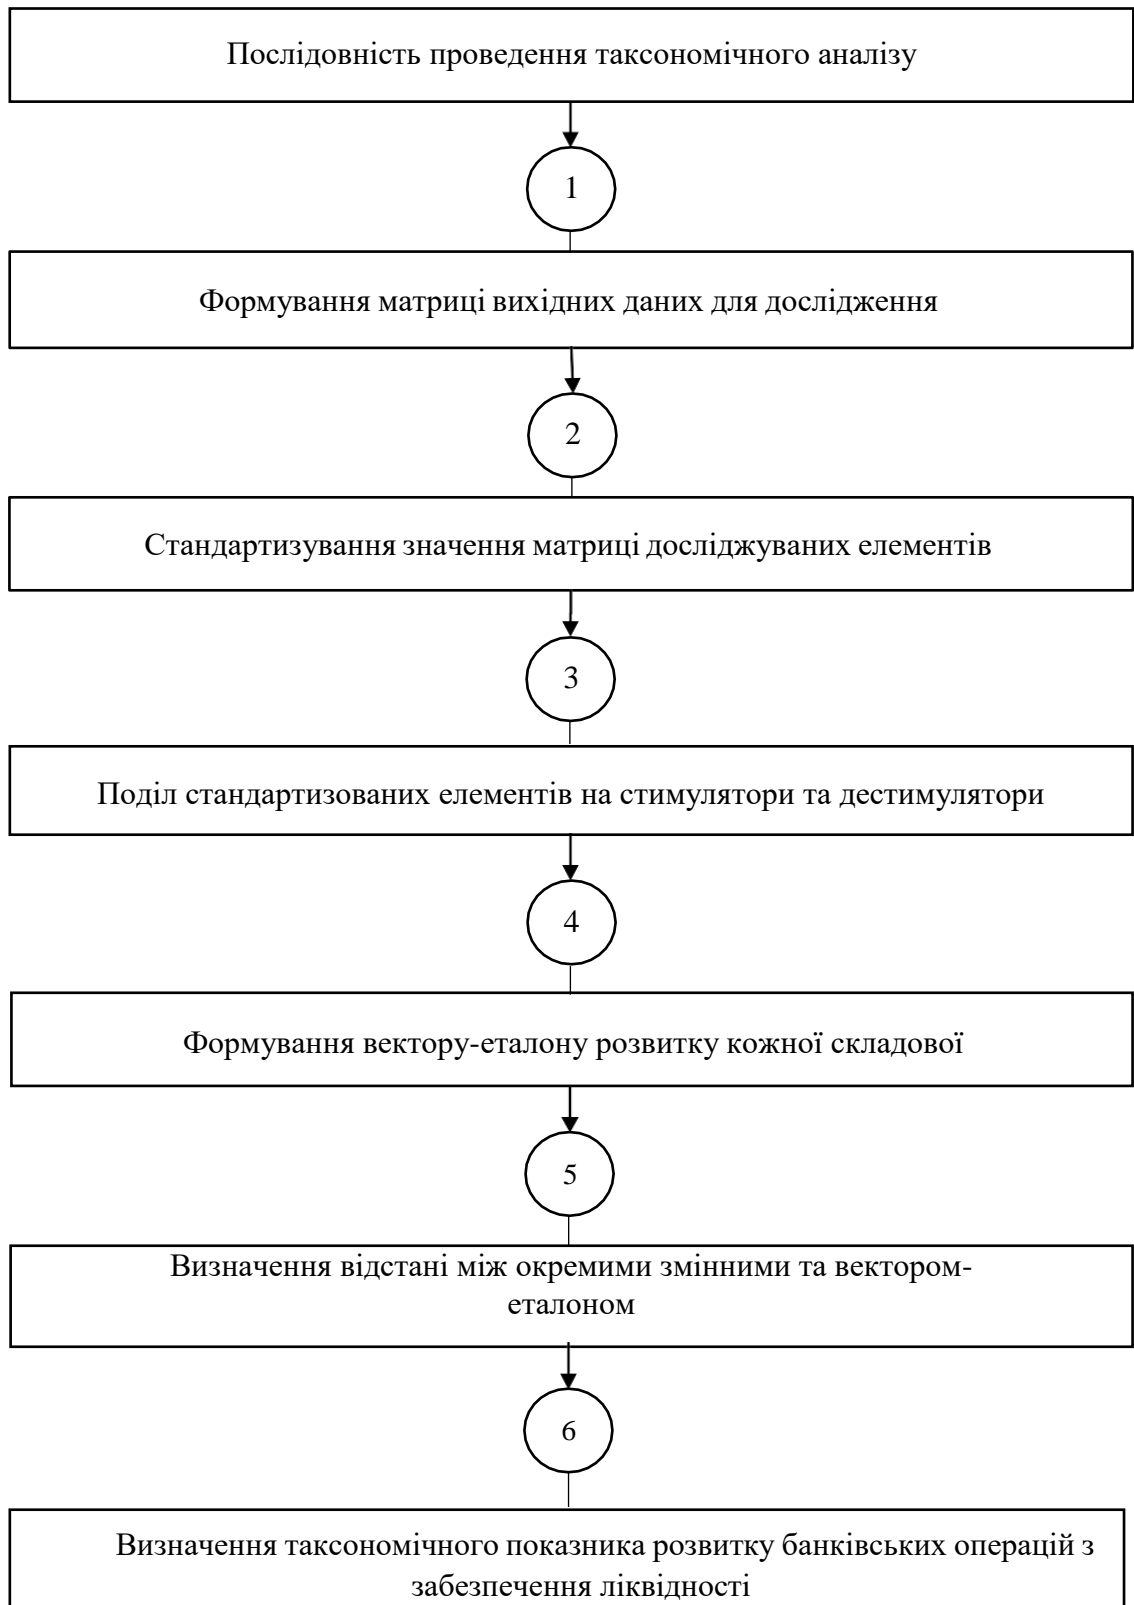 Послідовність проведення таксономічного аналізу
1
Формування матриці вихідних даних для дослідження
2
Стандартизування значення матриці досліджуваних елементів
3
Поділ стандартизованих елементів на стимулятори та дестимулятори
4
Формування вектору-еталону розвитку кожної складової
5
Визначення відстані між окремими змінними та вектором-
еталоном
6
Визначення таксономічного показника розвитку банківських операцій з
забезпечення ліквідності